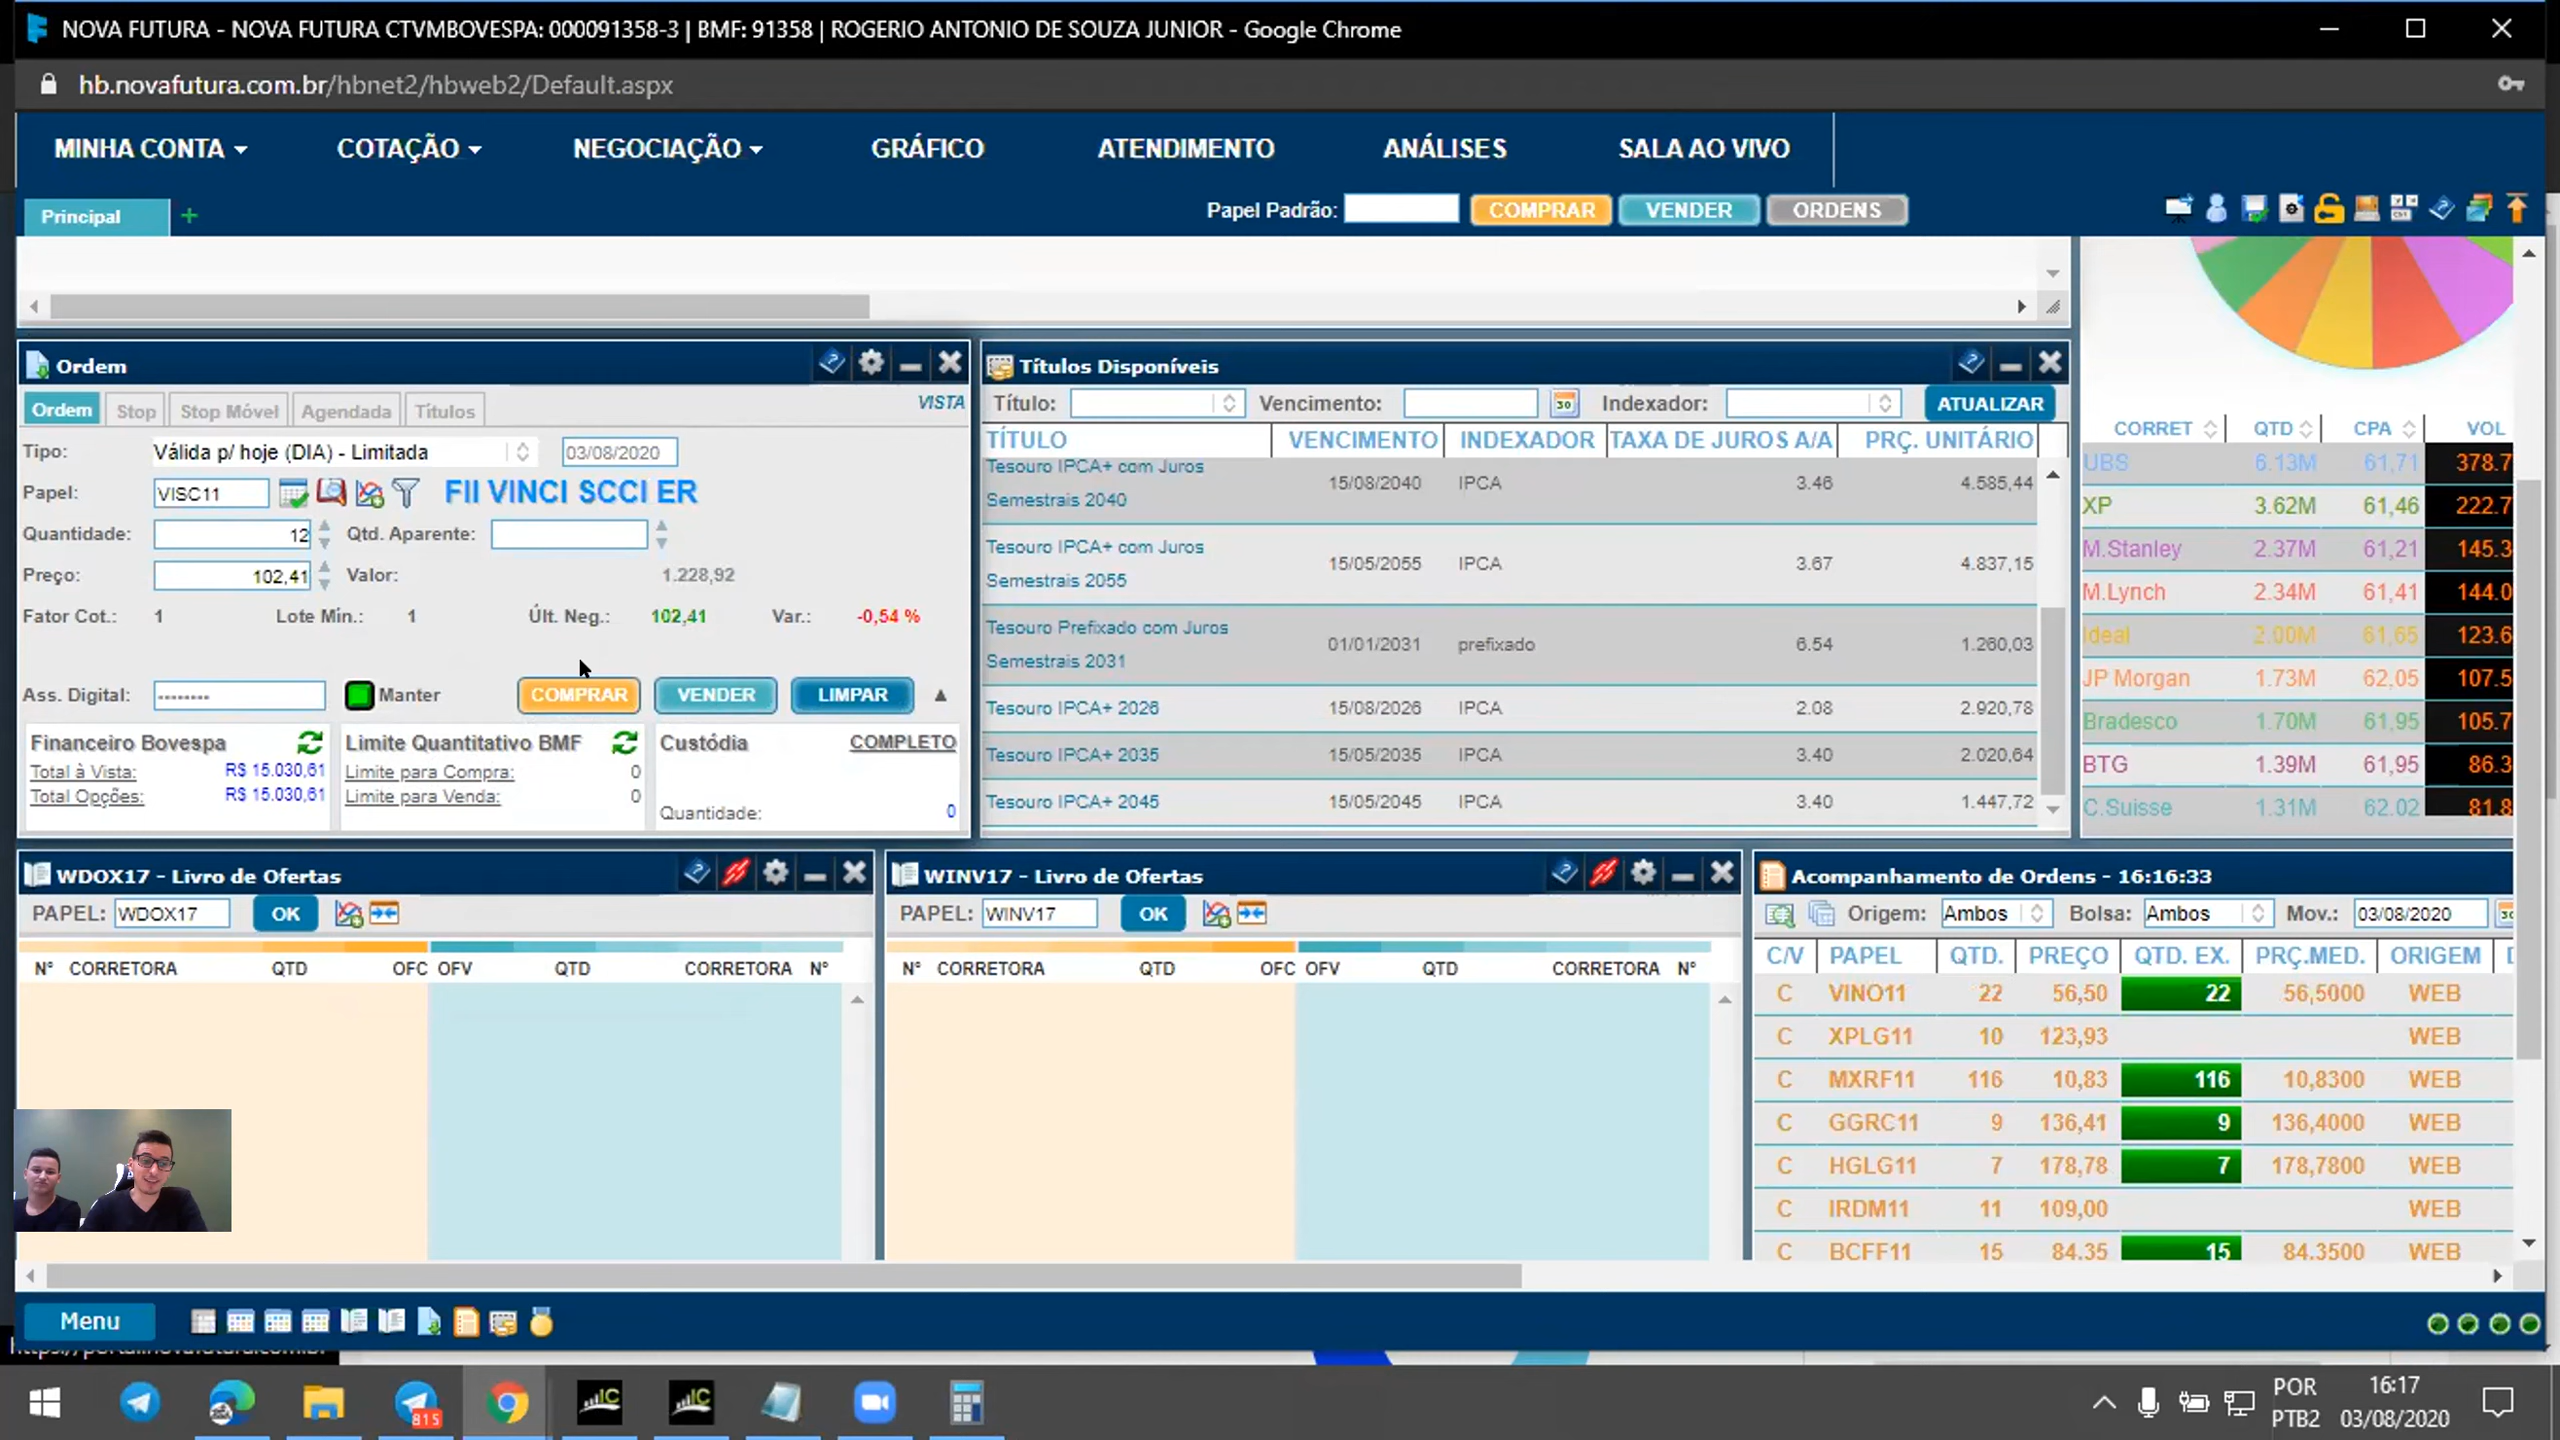 NOVA FUTURA - NOVA FUTURA CTVMBOVESPA: 000091358-3 | BMF: 91358 | ROGERIO ANTONIO DE SOUZA JUNIOR - Google Chrome
hb.novafutura.com.br/hbnet2/hbweb2/Default.aspx
MINHA CONTA COTAÇÃO NEGOCIAÇÃO GRÁFICO ATENDIMENTO ANÁLISES SALA AO VIVO
Principal + Papel Padrão: COMPRAR VENDER ORDENS
Ordem
Ordem Stop Stop Móvel Agendada Títulos VISTA
Tipo: Válida p/ hoje (DIA) - Limitada 03/08/2020
Papel: VISC11 FII VINCI SCCI ER
Quantidade: 12 Qtd. Aparente:
Preço: 102,41 Valor: 1.228,92
Fator Cot.: 1 Lote Mín.: 1 Últ. Neg.: 102,41 Var.: -0,54 %
Ass. Digital: -------- Manter COMPRAR VENDER LIMPAR
Financeiro Bovespa Limite Quantitativo BMF Custódia COMPLETO
Total à Vista: R$ 15.030,61 Limite para Compra: 0
Total Opções: R$ 15.030,61 Limite para Venda: 0
Quantidade: 0
Títulos Disponíveis
Título: Vencimento: 30 Indexador: ATUALIZAR
TÍTULO VENCIMENTO INDEXADOR TAXA DE JUROS A/A PRÇ. UNITÁRIO
Tesouro IPCA+ com Juros
Semestrais 2040 15/08/2040 IPCA 3.46 4.585,44
Tesouro IPCA+ com Juros
Semestrais 2055 15/05/2055 IPCA 3.67 4.837,15
Tesouro Prefixado com Juros
Semestrais 2031 01/01/2031 prefixado 6.54 1.260,03
Tesouro IPCA+ 2026 15/08/2026 IPCA 2.08 2.920,78
Tesouro IPCA+ 2035 15/05/2035 IPCA 3.40 2.020,64
Tesouro IPCA+ 2045 15/05/2045 IPCA 3.40 1.447,72
CORRET QTD CPA VOL
UBS 6.13M 61,71 378.7
XP 3.62M 61,46 222.7
M.Stanley 2.37M 61,21 145.3
M.Lynch 2.34M 61,41 144.0
Ideal 2.00M 61,65 123.6
JP Morgan 1.73M 62,05 107.5
Bradesco 1.70M 61,95 105.7
BTG 1.39M 61,95 86.3
C.Suisse 1.31M 62.02 81.8
WDOX17 - Livro de Ofertas
PAPEL: WDOX17 OK
Nº CORRETORA QTD OFC OFV QTD CORRETORA Nº
WINV17 - Livro de Ofertas
PAPEL: WINV17 OK
Nº CORRETORA QTD OFC OFV QTD CORRETORA Nº
Acompanhamento de Ordens - 16:16:33
Origem: Ambos Bolsa: Ambos Mov.: 03/08/2020
C/V PAPEL QTD. PREÇO QTD. EX. PRÇ.MED. ORIGEM
C VINO11 22 56,50 22 56,5000 WEB
C XPLG11 10 123,93 WEB
C MXRF11 116 10,83 116 10,8300 WEB
C GGRC11 9 136,41 9 136,4000 WEB
C HGLG11 7 178,78 7 178,7800 WEB
C IRDM11 11 109,00 WEB
C BCFF11 15 84.35 15 84.3500 WEB
Menu
815
IC
IC
POR
PTB2
16:17
03/08/2020